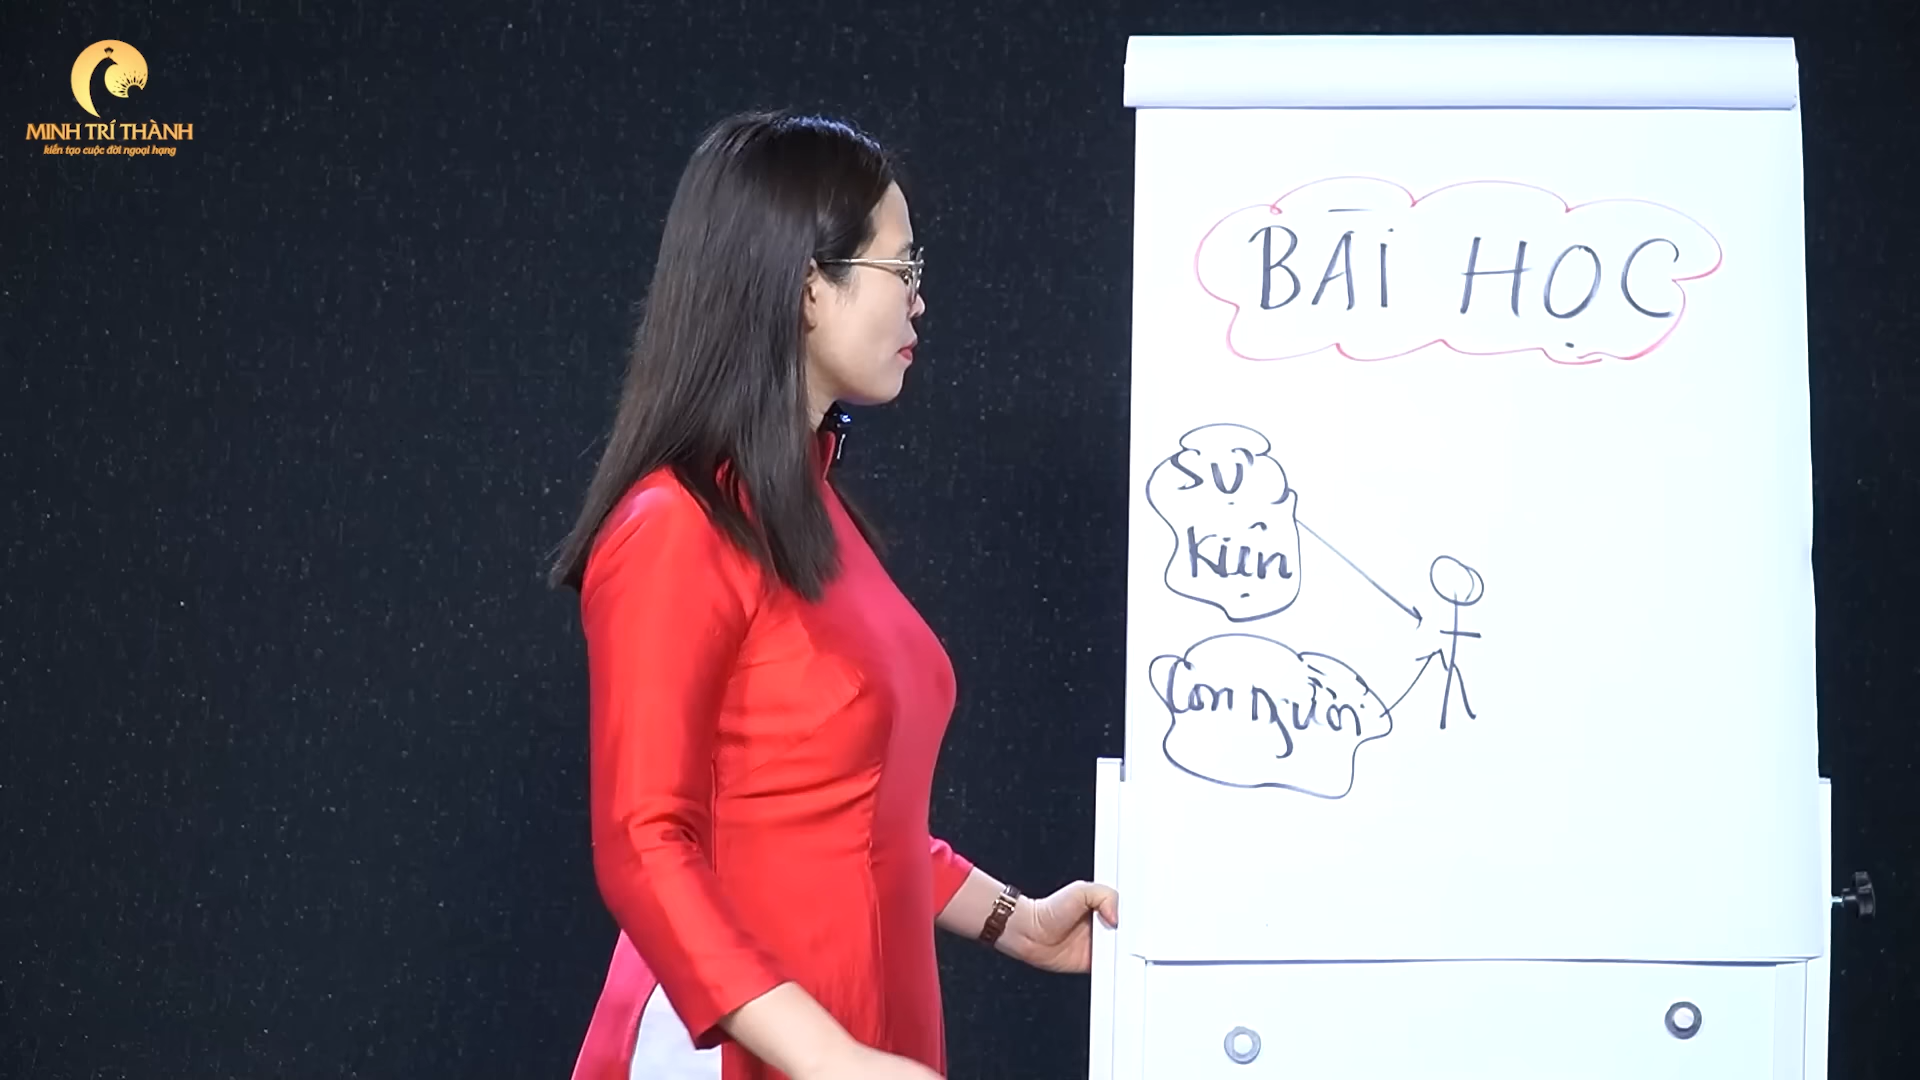 MINH TRÍ THÀNH
kiến tạo cuộc đời ngoại hạng
BÀI HỌC
Sự
Kiện
Con người